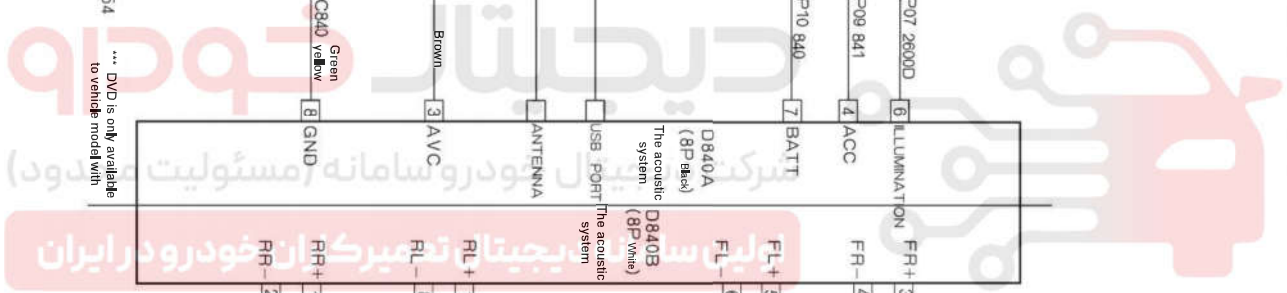 P07 2600D
P09 841
P10 840
Brown
Green
yellow
C840
*** DVD is only available
to vehicle model with
54
6
ILLUMINATION
4
ACC
7
BATT
D840A
(8P Black)
The acoustic
system
USB PORT
ANTENNA
3
AVC
8
GND
D840B
(8P White)
The acoustic
system
FR+
FR-
FL+
FL-
RL+
RL-
RR+
RR-
دیجیتال خودرو
شرکت دیجیتال خودرو سامانه (مسئولیت محدود)
اولین سامانه دیجیتال تعمیرکاران خودرو در ایران